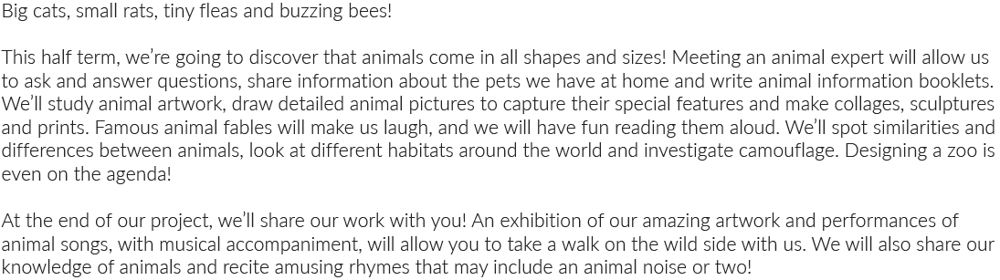 Big cats, small rats, tiny fleas and buzzing bees!
This half term, we’re going to discover that animals come in all shapes and sizes! Meeting an animal expert will allow us
to ask and answer questions, share information about the pets we have at home and write animal information booklets.
We’ll study animal artwork, draw detailed animal pictures to capture their special features and make collages, sculptures
and prints. Famous animal fables will make us laugh, and we will have fun reading them aloud. We’ll spot similarities and
differences between animals, look at different habitats around the world and investigate camouflage. Designing a zoo is
even on the agenda!
At the end of our project, we’ll share our work with you! An exhibition of our amazing artwork and performances of
animal songs, with musical accompaniment, will allow you to take a walk on the wild side with us. We will also share our
knowledge of animals and recite amusing rhymes that may include an animal noise or two!